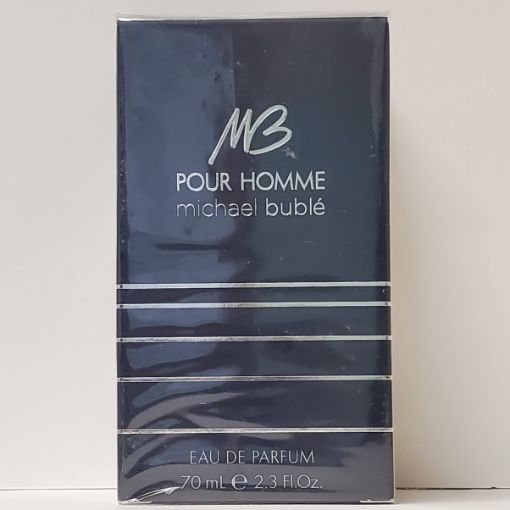 MB
POUR HOMME
michael bublé
EAU DE PARFUM
70 mL ℮ 2.3 Fl.Oz.